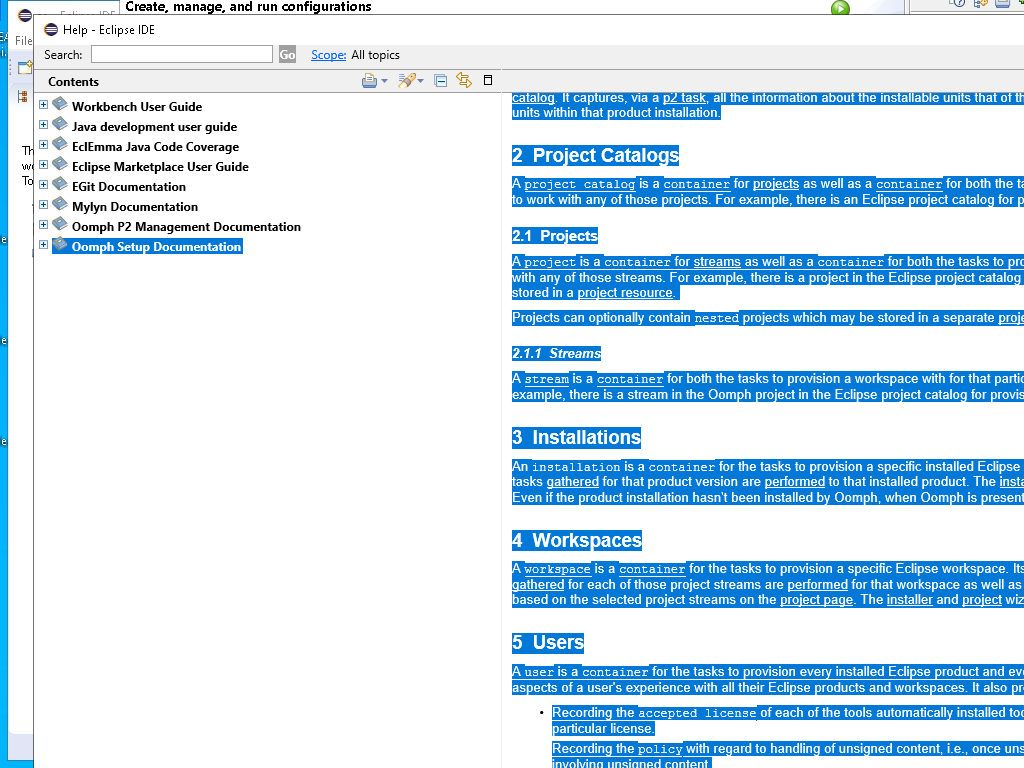 Create, manage, and run configurations
Help - Eclipse IDE
File
Search:
Go
Scope: All topics
Contents
Workbench User Guide
Java development user guide
EclEmma Java Code Coverage
Eclipse Marketplace User Guide
EGit Documentation
Mylyn Documentation
Oomph P2 Management Documentation
Oomph Setup Documentation
catalog. It captures, via a p2 task, all the information about the installable units that of
units within that product installation.
2 Project Catalogs
A project catalog is a container for projects as well as a container for both the
to work with any of those projects. For example, there is an Eclipse project catalog for
2.1 Projects
A project is a container for streams as well as a container for both the tasks to
with any of those streams. For example, there is a project in the Eclipse project catalog
stored in a project resource.
Projects can optionally contain nested projects which may be stored in a separate
2.1.1 Streams
A stream is a container for both the tasks to provision a workspace with for that
example, there is a stream in the Oomph project in the Eclipse project catalog for
3 Installations
An installation is a container for the tasks to provision a specific installed Eclipse
tasks gathered for that product version are performed to that installed product. The
Even if the product installation hasn't been installed by Oomph, when Oomph is present
4 Workspaces
A workspace is a container for the tasks to provision a specific Eclipse workspace. Its
gathered for each of those project streams are performed for that workspace as well as
based on the selected project streams on the project page. The installer and project
5 Users
A user is a container for the tasks to provision every installed Eclipse product and
aspects of a user's experience with all their Eclipse products and workspaces. It also
• Recording the accepted license of each of the tools automatically installed
particular license.
Recording the policy with regard to handling of unsigned content, i.e., once
involving unsigned content.